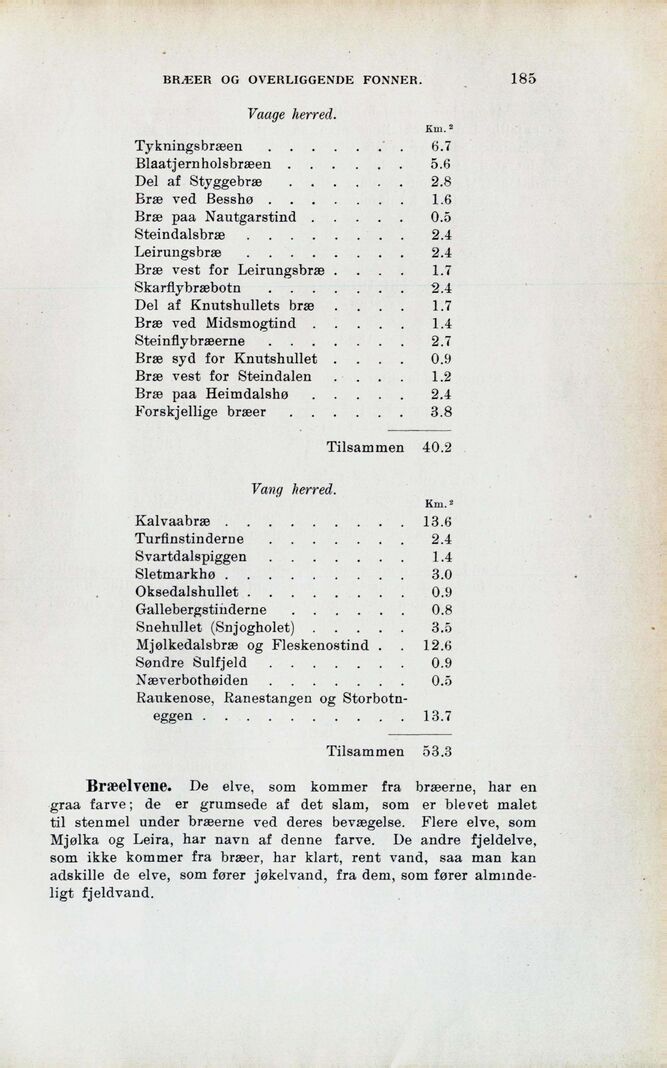 BRÆER OG OVERLIGGENDE FONNER. 185
Vaage herred.
Km.²
Tykningsbræen . . . . . . . 6.7
Blaatjernholsbræen . . . . . . 5.6
Del af Styggebræ . . . . . . 2.8
Bræ ved Besshø . . . . . . . 1.6
Bræ paa Nautgarstind . . . . . 0.5
Steindalsbræ . . . . . . . . 2.4
Leirungsbræ . . . . . . . . 2.4
Bræ vest for Leirungsbræ . . . . 1.7
Skarflybræbotn . . . . . . . 2.4
Del af Knutshullets bræ . . . . 1.7
Bræ ved Midsmogtind . . . . . 1.4
Steinflybræerne . . . . . . . 2.7
Bræ syd for Knutshullet . . . . 0.9
Bræ vest for Steindalen . . . . 1.2
Bræ paa Heimdalshø . . . . . 2.4
Forskjellige bræer . . . . . . 3.8
Tilsammen 40.2
Vang herred.
Km.²
Kalvaabræ . . . . . . . . . 13.6
Turfinstinderne . . . . . . . 2.4
Svartdalspiggen . . . . . . . 1.4
Sletmarkhø . . . . . . . . . 3.0
Oksedalshullet . . . . . . . . 0.9
Gallebergstinderne . . . . . . 0.8
Snehullet (Snjogholet) . . . . . 3.5
Mjølkedalsbræ og Fleskenostind . . 12.6
Søndre Sulfjeld . . . . . . . 0.9
Næverbothøiden . . . . . . . 0.5
Raukenose, Ranestangen og Storbotn-
eggen . . . . . . . . . . 13.7
Tilsammen 53.3
Bræelvene. De elve, som kommer fra bræerne, har en
graa farve; de er grumsede af det slam, som er blevet malet
til stenmel under bræerne ved deres bevægelse. Flere elve, som
Mjølka og Leira, har navn af denne farve. De andre fjeldelve,
som ikke kommer fra bræer, har klart, rent vand, saa man kan
adskille de elve, som fører jøkelvand, fra dem, som fører alminde-
ligt fjeldvand.